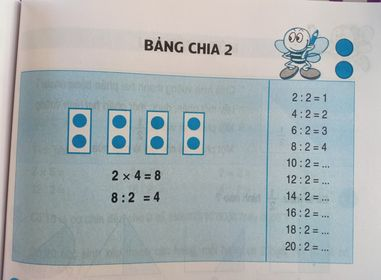 BẢNG CHIA 2
2 × 4 = 8
8 : 2 = 4
2 : 2 = 1
4 : 2 = 2
6 : 2 = 3
8 : 2 = 4
10 : 2 = ...
12 : 2 = ...
14 : 2 = ...
16 : 2 = ...
18 : 2 = ...
20 : 2 = ...